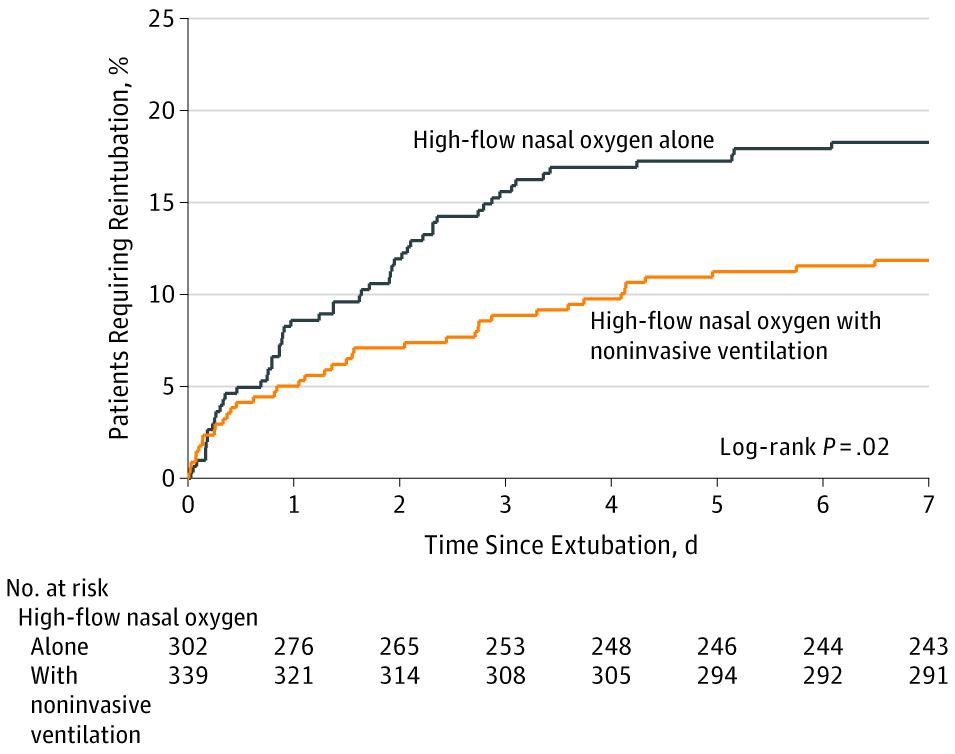 25
20
15
10
5
0
Patients Requiring Reintubation, %
High-flow nasal oxygen alone
High-flow nasal oxygen with
noninvasive ventilation
Log-rank P = .02
0 1 2 3 4 5 6 7
Time Since Extubation, d
No. at risk
High-flow nasal oxygen
Alone 302 276 265 253 248 246 244 243
With 339 321 314 308 305 294 292 291
noninvasive
ventilation